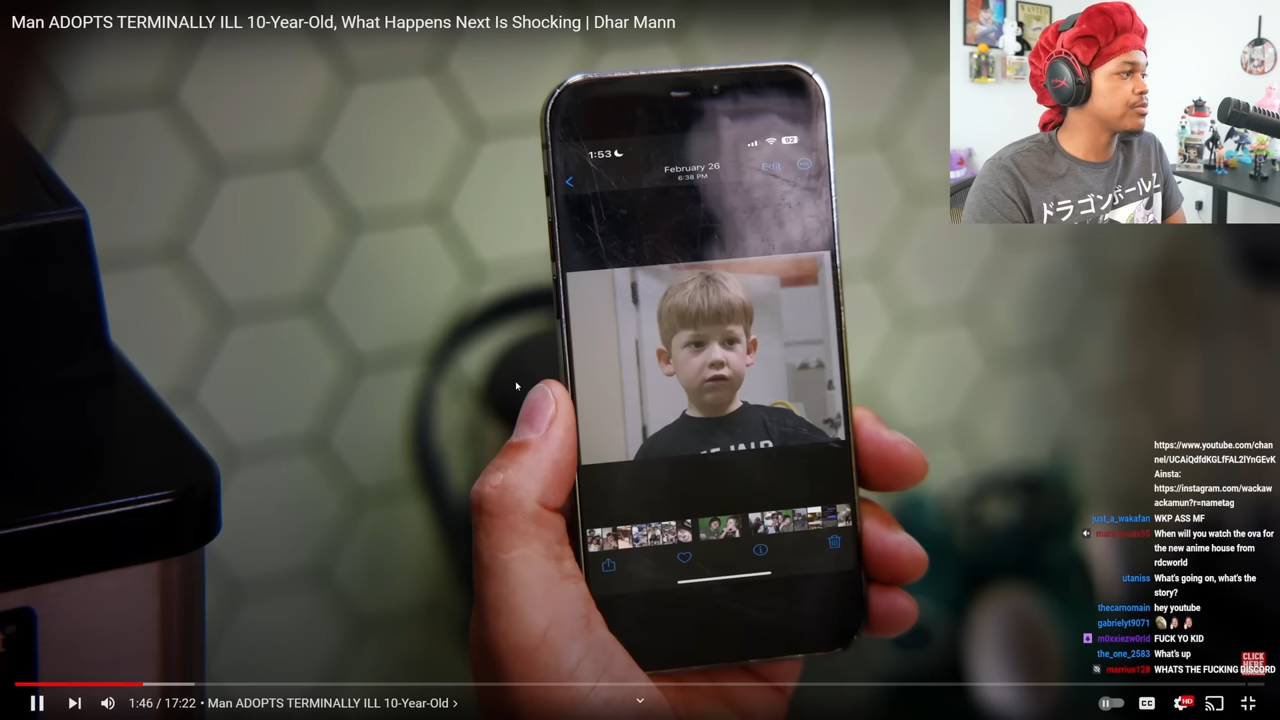 Man ADOPTS TERMINALLY ILL 10-Year-Old, What Happens Next Is Shocking | Dhar Mann
WANTED
ドラゴンボールZ
1:53
92
February 26
6:38 PM
Edit
https://www.youtube.com/chan
nel/UCAiQdfdKGLfFAL2lYnGEvK
Ainsta:
https://instagram.com/wackaw
ackamun?r=nametag
just_a_wakafan WKP ASS MF
When will you watch the ova for
the new anime house from
rdcworld
utaniss What's going on, what's the
story?
thecarnomain hey youtube
gabrielyt9071
m0xxiezw0rld FUCK YO KID
the_one_2583 What's up
marrius128 WHATS THE FUCKING DISCORD
CLICK
HERE
1:46 / 17:22 • Man ADOPTS TERMINALLY ILL 10-Year-Old
CC
HD